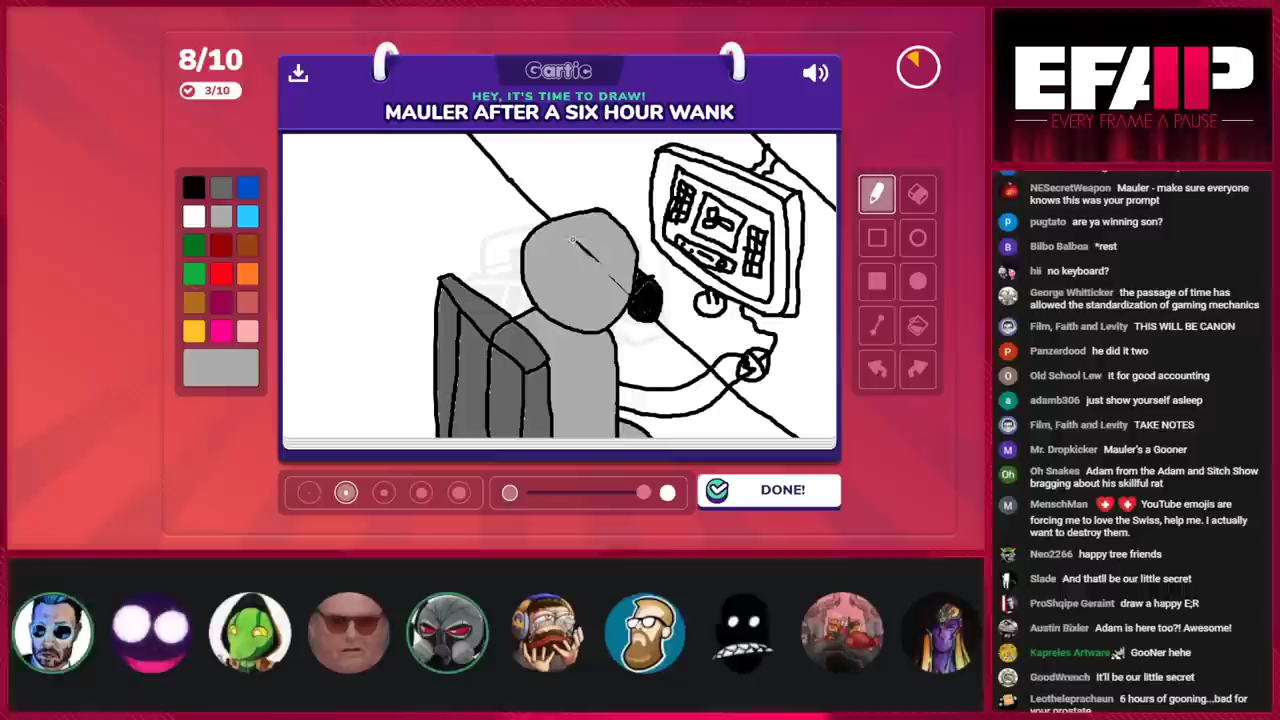 8/10
3/10
Gartic
HEY, IT'S TIME TO DRAW!
MAULER AFTER A SIX HOUR WANK
DONE!
EFAP
EVERY FRAME A PAUSE
NESecretWeapon Mauler - make sure everyone
knows this was your prompt
pugtato are ya winning son?
Bilbo Balboa *rest
hii no keyboard?
George Whitticker the passage of time has
allowed the standardization of gaming mechanics
Film, Faith and Levity THIS WILL BE CANON
Panzerdood he did it two
Old School Lew it for good accounting
adamb306 just show yourself asleep
Film, Faith and Levity TAKE NOTES
Mr. Dropkicker Mauler's a Gooner
Oh Snakes Adam from the Adam and Sitch Show
bragging about his skillful rat
MenschMan YouTube emojis are
forcing me to love the Swiss, help me. I actually
want to destroy them.
Neo2266 happy tree friends
Slade And thatll be our little secret
ProShqipe Geraint draw a happy E;R
Austin Bixler Adam is here too?! Awesome!
Kapreles Artware GooNer hehe
GoodWrench It'll be our little secret
Leotheleprachaun 6 hours of gooning...bad for
your prostate